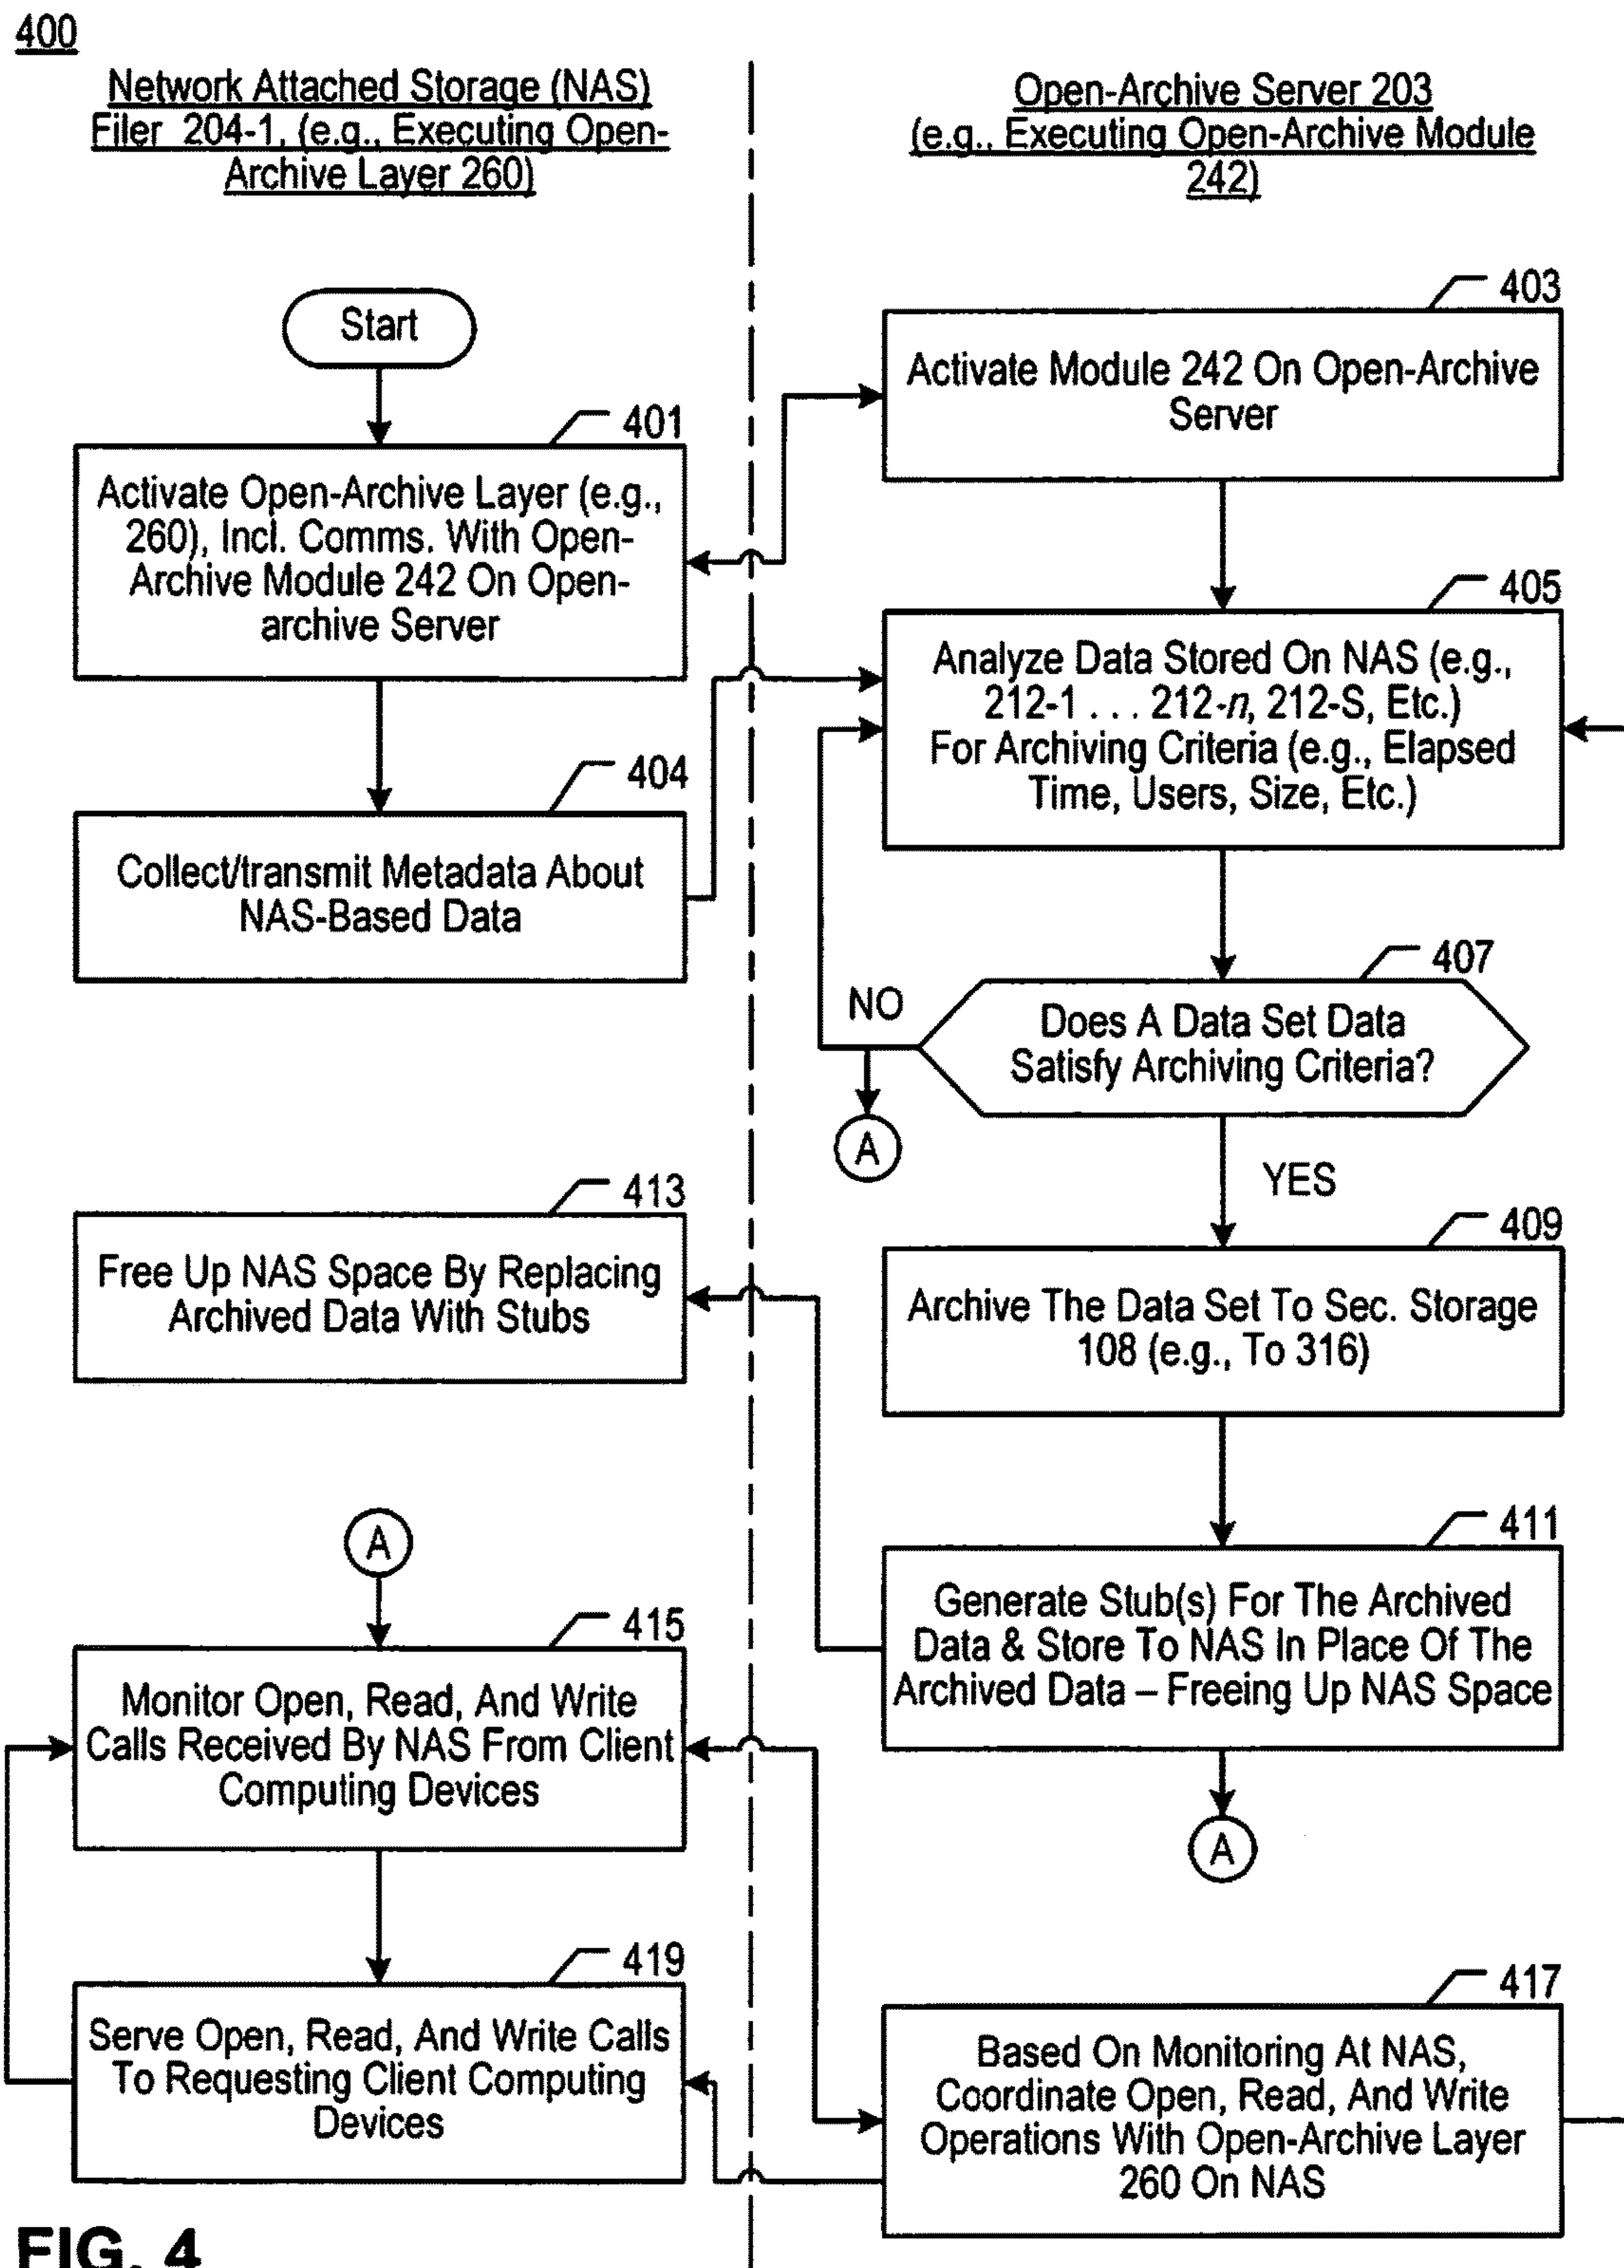 400
Network Attached Storage (NAS)
Filer 204-1, (e.g., Executing Open-
Archive Layer 260)
Open-Archive Server 203
(e.g., Executing Open-Archive Module
242)
Start
403
Activate Module 242 On Open-Archive
Server
401
Activate Open-Archive Layer (e.g.,
260), Incl. Comms. With Open-
Archive Module 242 On Open-
archive Server
405
Analyze Data Stored On NAS (e.g.,
212-1 . . . 212-n, 212-S, Etc.)
For Archiving Criteria (e.g., Elapsed
Time, Users, Size, Etc.)
404
Collect/transmit Metadata About
NAS-Based Data
407
Does A Data Set Data
Satisfy Archiving Criteria?
NO
A
YES
409
Archive The Data Set To Sec. Storage
108 (e.g., To 316)
413
Free Up NAS Space By Replacing
Archived Data With Stubs
411
Generate Stub(s) For The Archived
Data & Store To NAS In Place Of The
Archived Data – Freeing Up NAS Space
A
A
415
Monitor Open, Read, And Write
Calls Received By NAS From Client
Computing Devices
417
Based On Monitoring At NAS,
Coordinate Open, Read, And Write
Operations With Open-Archive Layer
260 On NAS
419
Serve Open, Read, And Write Calls
To Requesting Client Computing
Devices
FIG. 4